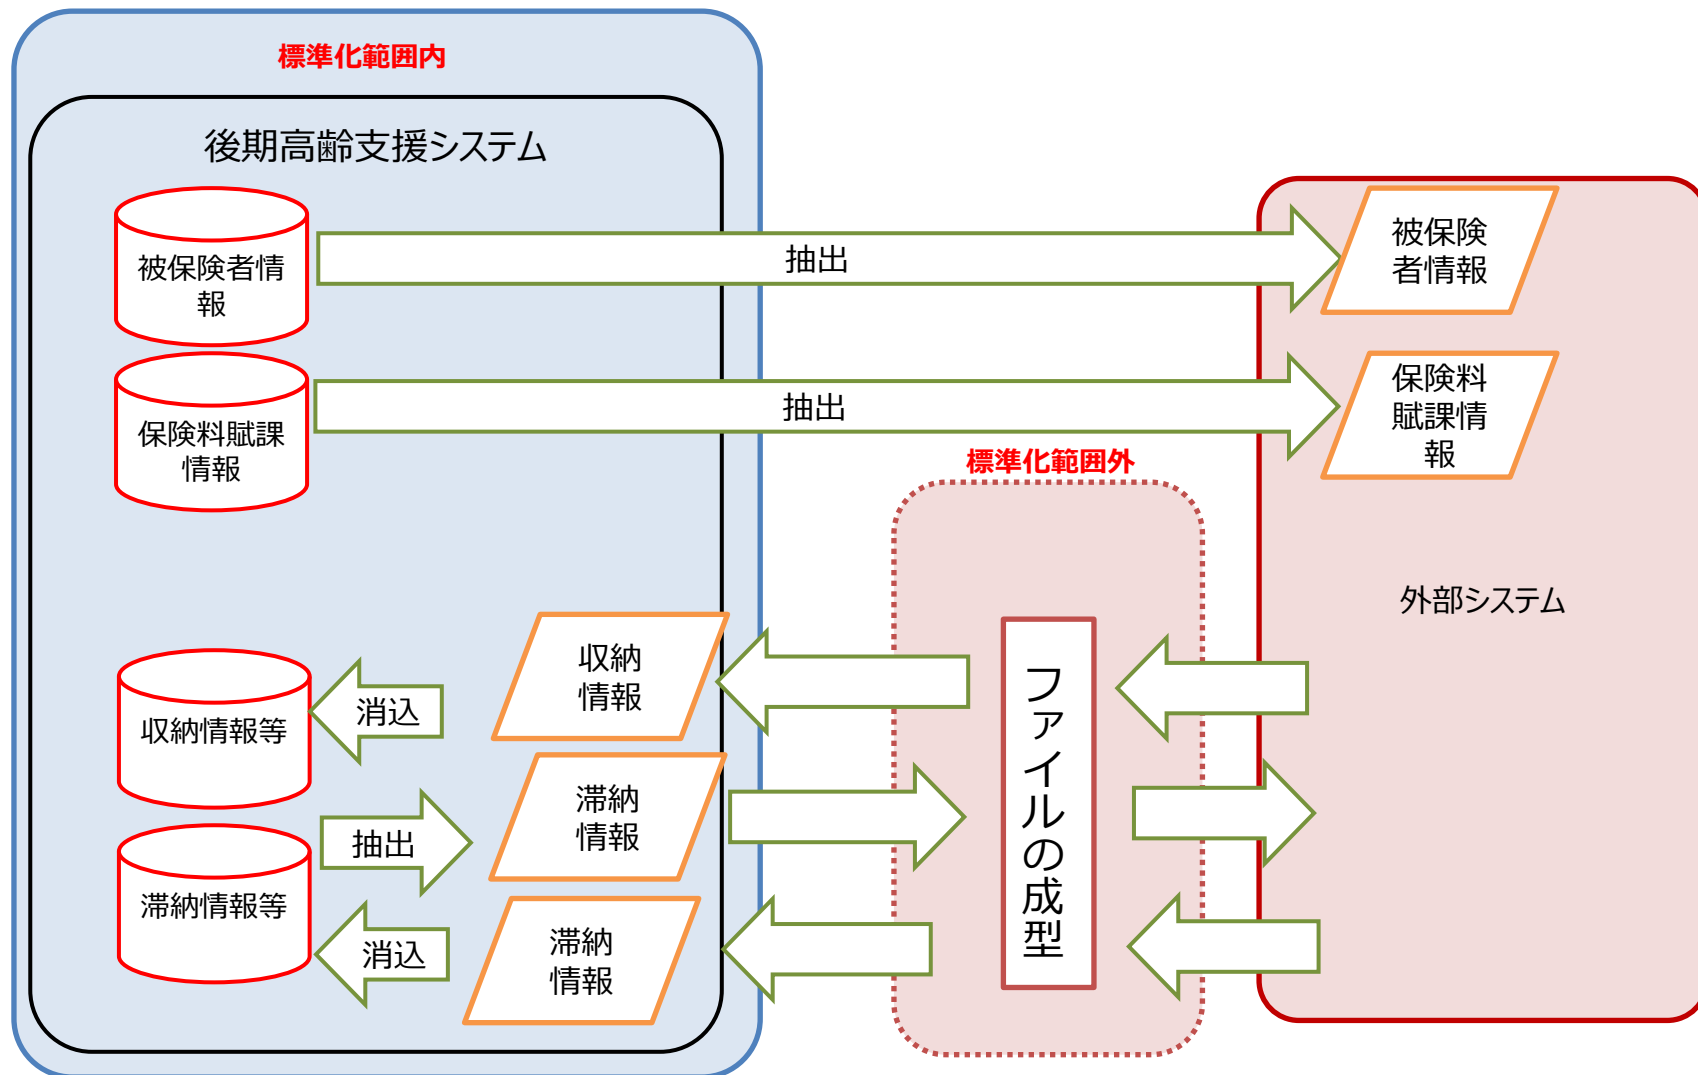 標準化範囲内
後期高齢支援システム
被保険者情
報
抽出
被保険
者情報
保険料賦課
情報
抽出
保険料
賦課情
報
標準化範囲外
外部システム
収納情報等
消込
収納
情報
ファイルの成型
滞納情報等
抽出
滞納
情報
消込
滞納
情報